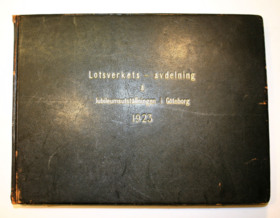 Lotsverkets - avdelning
å
Jubileumsutställningen i Göteborg
1923